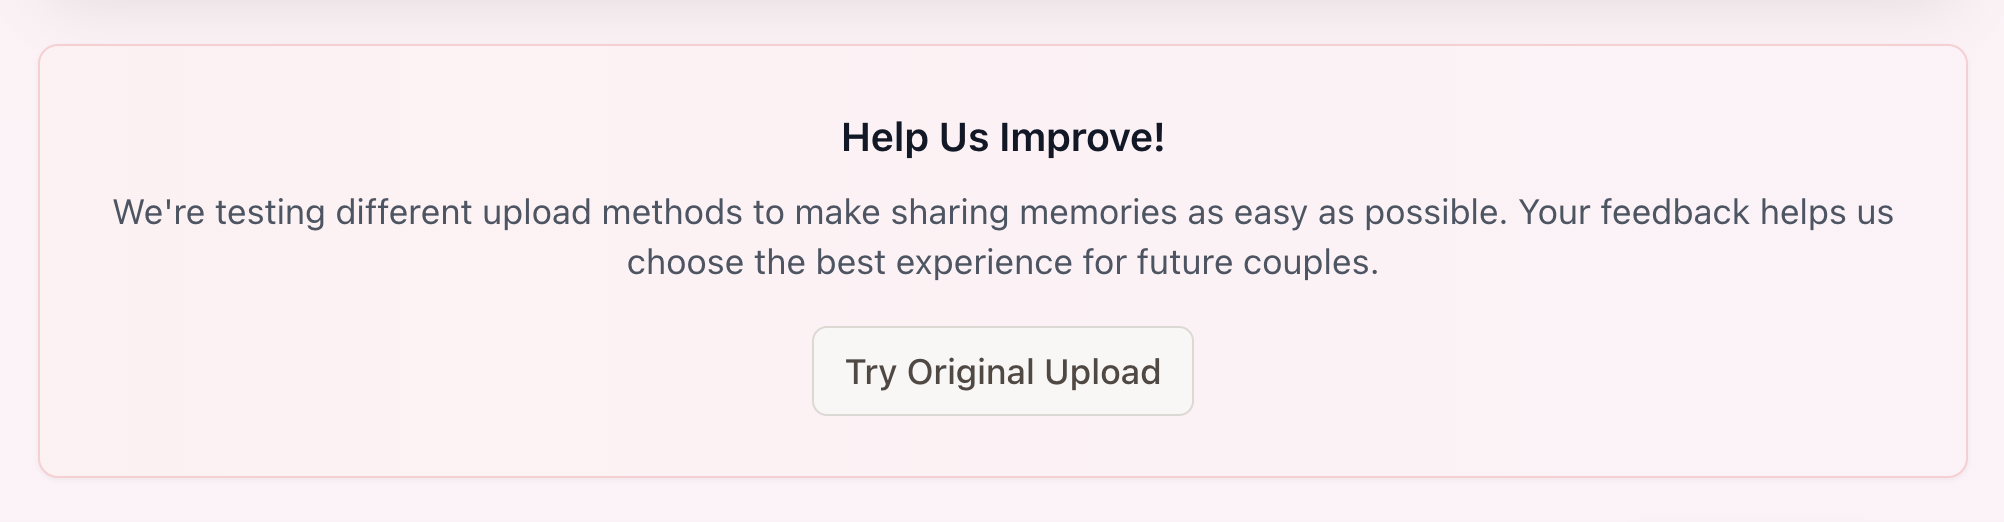 Help Us Improve!
We're testing different upload methods to make sharing memories as easy as possible. Your feedback helps us
choose the best experience for future couples.
Try Original Upload